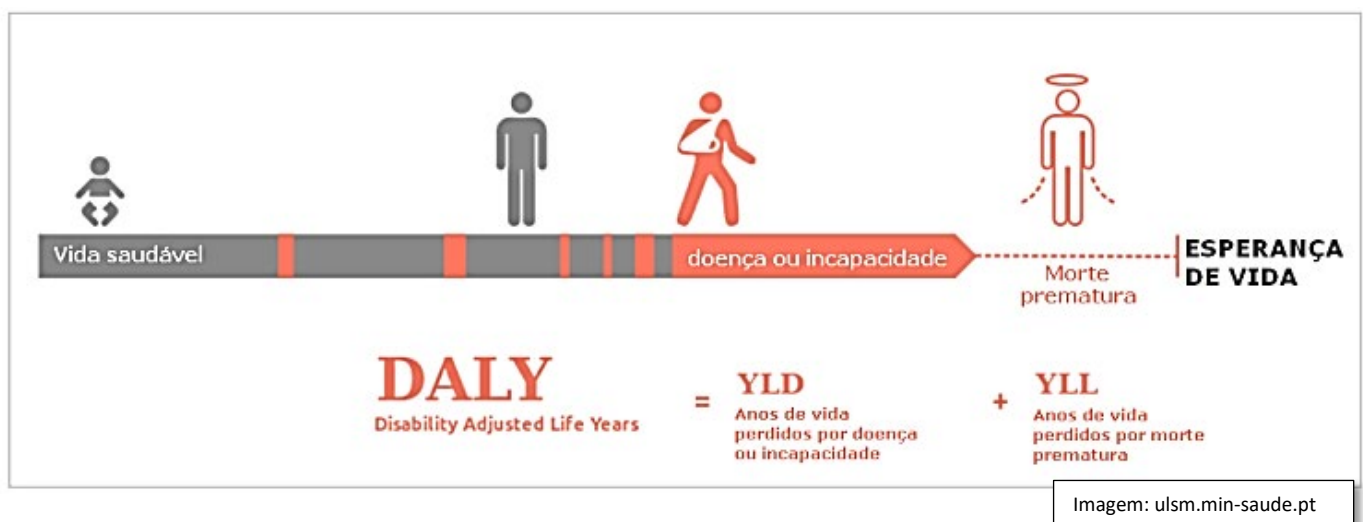 Vida saudável
doença ou incapacidade
Morte
prematura
ESPERANÇA
DE VIDA
DALY
Disability Adjusted Life Years
=
YLD
Anos de vida
perdidos por doença
ou incapacidade
+
YLL
Anos de vida
perdidos por morte
prematura
Imagem: ulsm.min-saude.pt